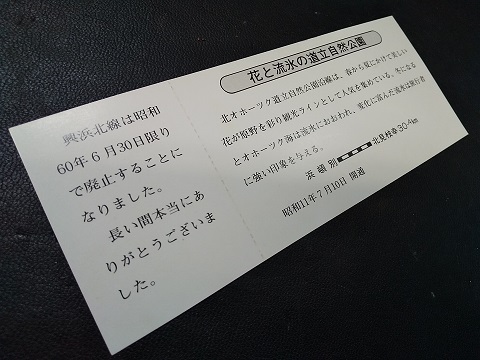 興浜北線は昭和
60年6月30日限り
で廃止することに
なりました。
長い間本当にあ
りがとうございま
した。
花と流氷の道立自然公園
北オホーツク道立自然公園沿線は、春から夏にかけて美しい
花が原野を彩り観光ラインとして人気を集めている。冬になる
とオホーツク海は流氷におおわれ、変化に富んだ流氷は旅行者
に強い印象を与える。
浜頓別 北見枝幸30.4km
昭和11年7月10日 開通